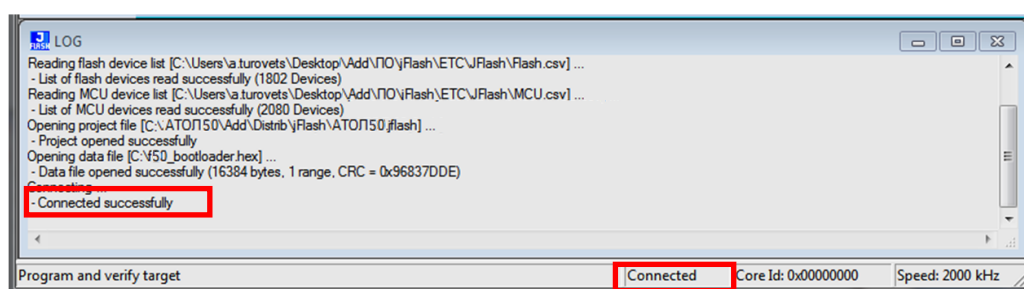 J
FLASH
LOG
Reading flash device list [C:\Users\a.turovets\Desktop\Add\ПО\jFlash\ETC\JFlash\Flash.csv] ...
- List of flash devices read successfully (1802 Devices)
Reading MCU device list [C:\Users\a.turovets\Desktop\Add\ПО\jFlash\ETC\JFlash\MCU.csv] ...
- List of MCU devices read successfully (2080 Devices)
Opening project file [C:\АТОЛ50\Add\Distrib\jFlash\АТОЛ50.jflash] ...
- Project opened successfully
Opening data file [C:\f50_bootloader.hex] ...
- Data file opened successfully (16384 bytes, 1 range, CRC = 0x96837DDE)
Connecting ...
- Connected successfully
Program and verify target
Connected
Core Id: 0x00000000
Speed: 2000 kHz